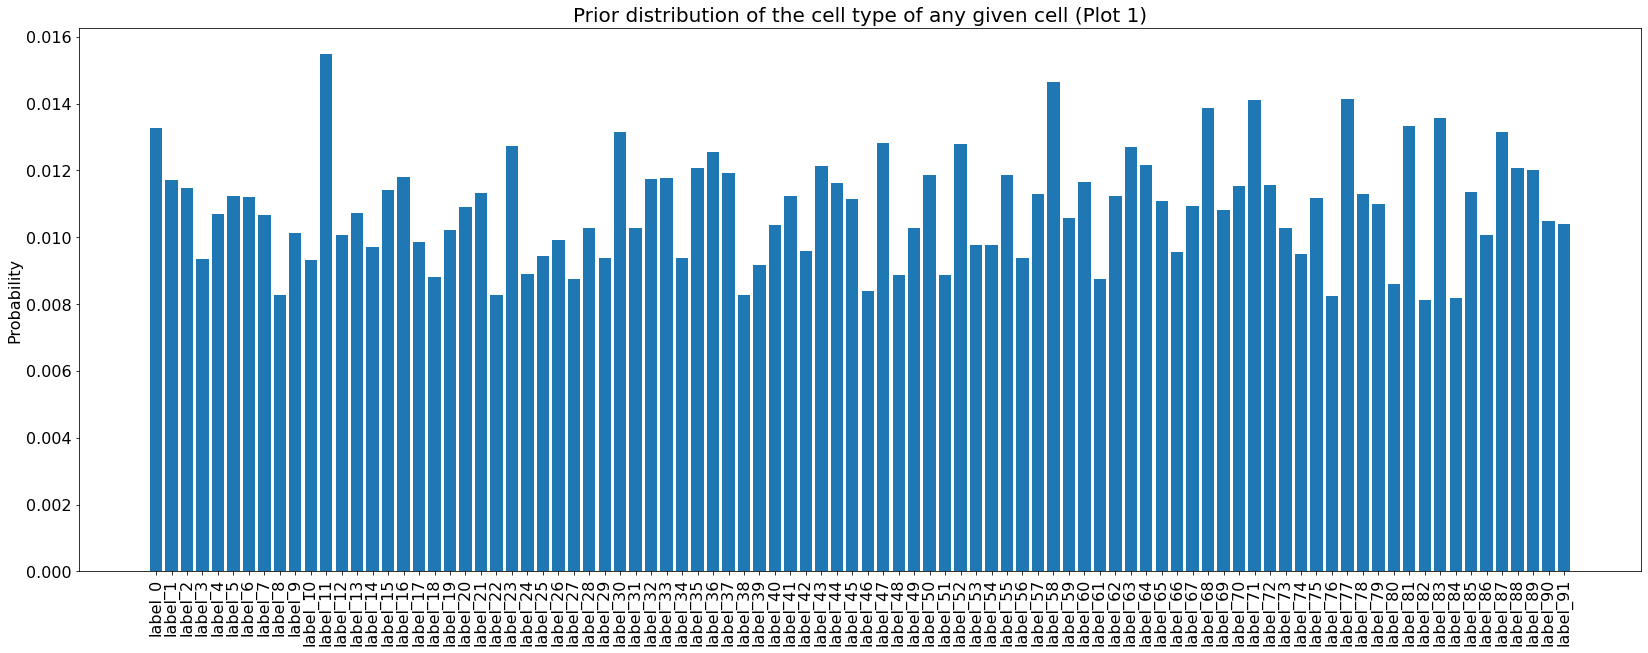 Prior distribution of the cell type of any given cell (Plot 1)
Probability
0.016
0.014
0.012
0.010
0.008
0.006
0.004
0.002
0.000
label_0
label_1
label_2
label_3
label_4
label_5
label_6
label_7
label_8
label_9
label_10
label_11
label_12
label_13
label_14
label_15
label_16
label_17
label_18
label_19
label_20
label_21
label_22
label_23
label_24
label_25
label_26
label_27
label_28
label_29
label_30
label_31
label_32
label_33
label_34
label_35
label_36
label_37
label_38
label_39
label_40
label_41
label_42
label_43
label_44
label_45
label_46
label_47
label_48
label_49
label_50
label_51
label_52
label_53
label_54
label_55
label_56
label_57
label_58
label_59
label_60
label_61
label_62
label_63
label_64
label_65
label_66
label_67
label_68
label_69
label_70
label_71
label_72
label_73
label_74
label_75
label_76
label_77
label_78
label_79
label_80
label_81
label_82
label_83
label_84
label_85
label_86
label_87
label_88
label_89
label_90
label_91